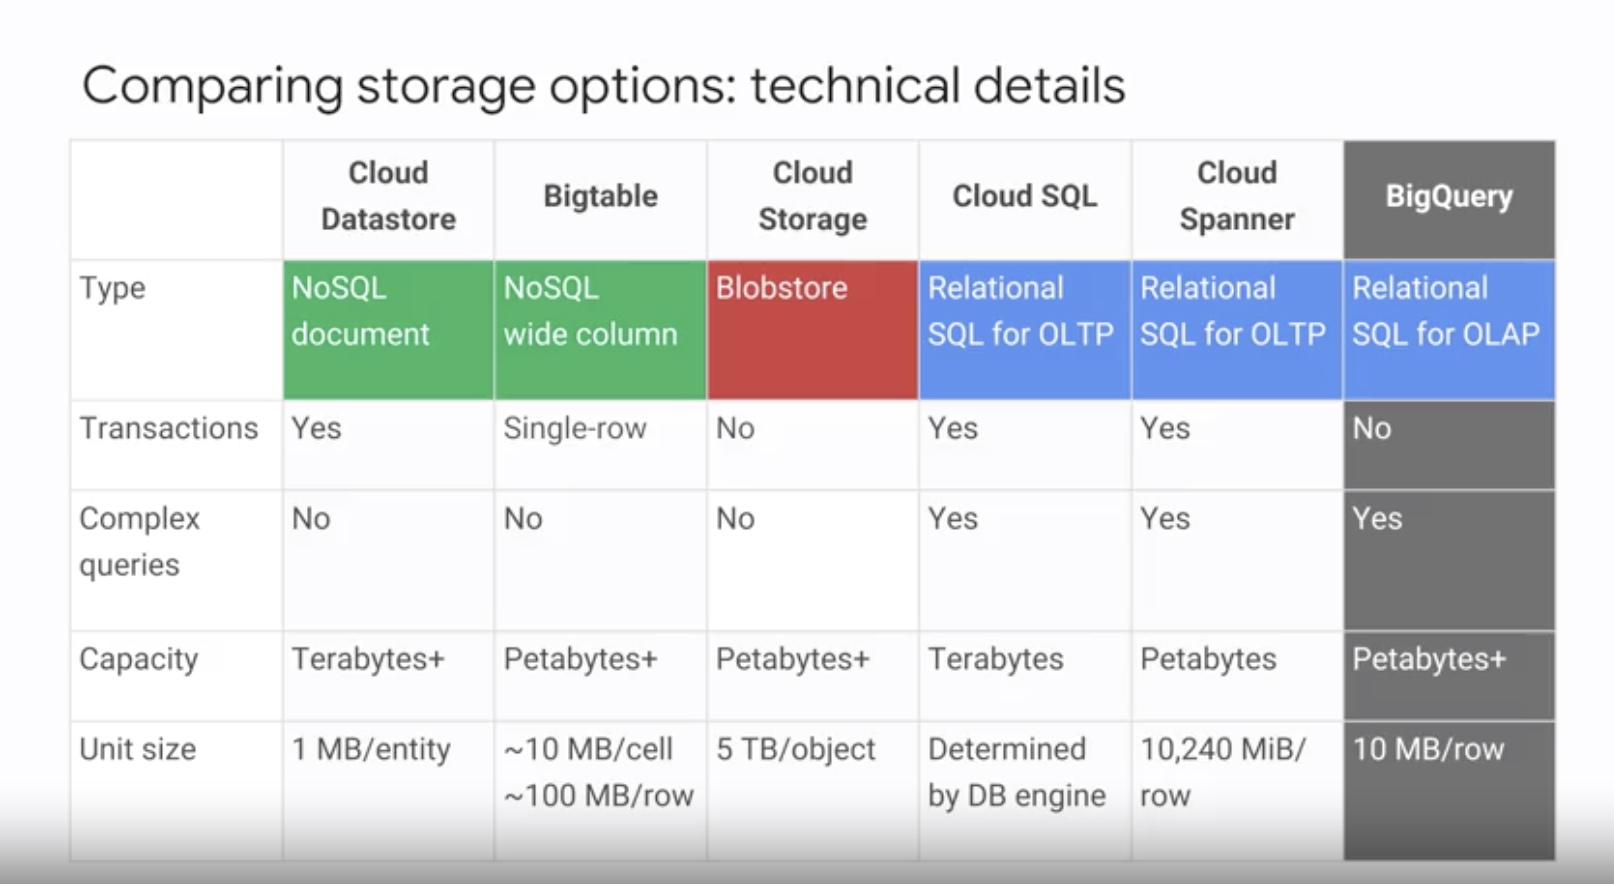 Comparing storage options: technical details
Cloud
Datastore
Bigtable
Cloud
Storage
Cloud SQL
Cloud
Spanner
BigQuery
Type
NoSQL
document
NoSQL
wide column
Blobstore
Relational
SQL for OLTP
Relational
SQL for OLTP
Relational
SQL for OLAP
Transactions
Yes
Single-row
No
Yes
Yes
No
Complex
queries
No
No
No
Yes
Yes
Yes
Capacity
Terabytes+
Petabytes+
Petabytes+
Terabytes
Petabytes
Petabytes+
Unit size
1 MB/entity
~10 MB/cell
~100 MB/row
5 TB/object
Determined
by DB engine
10,240 MiB/
row
10 MB/row